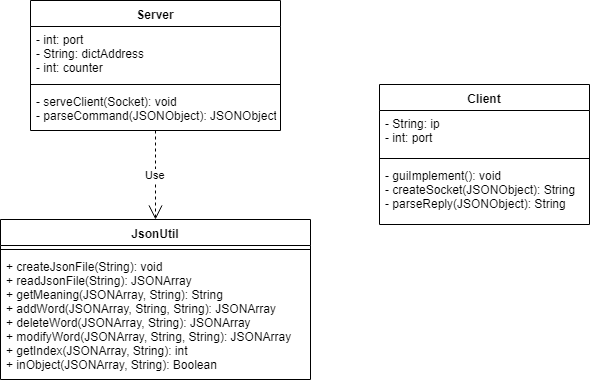 Server
- int: port
- String: dictAddress
- int: counter
- serveClient(Socket): void
- parseCommand(JSONObject): JSONObject
Use
JsonUtil
+ createJsonFile(String): void
+ readJsonFile(String): JSONArray
+ getMeaning(JSONArray, String): String
+ addWord(JSONArray, String, String): JSONArray
+ deleteWord(JSONArray, String): JSONArray
+ modifyWord(JSONArray, String, String): JSONArray
+ getIndex(JSONArray, String): int
+ inObject(JSONArray, String): Boolean
Client
- String: ip
- int: port
- guiImplement(): void
- createSocket(JSONObject): String
- parseReply(JSONObject): String